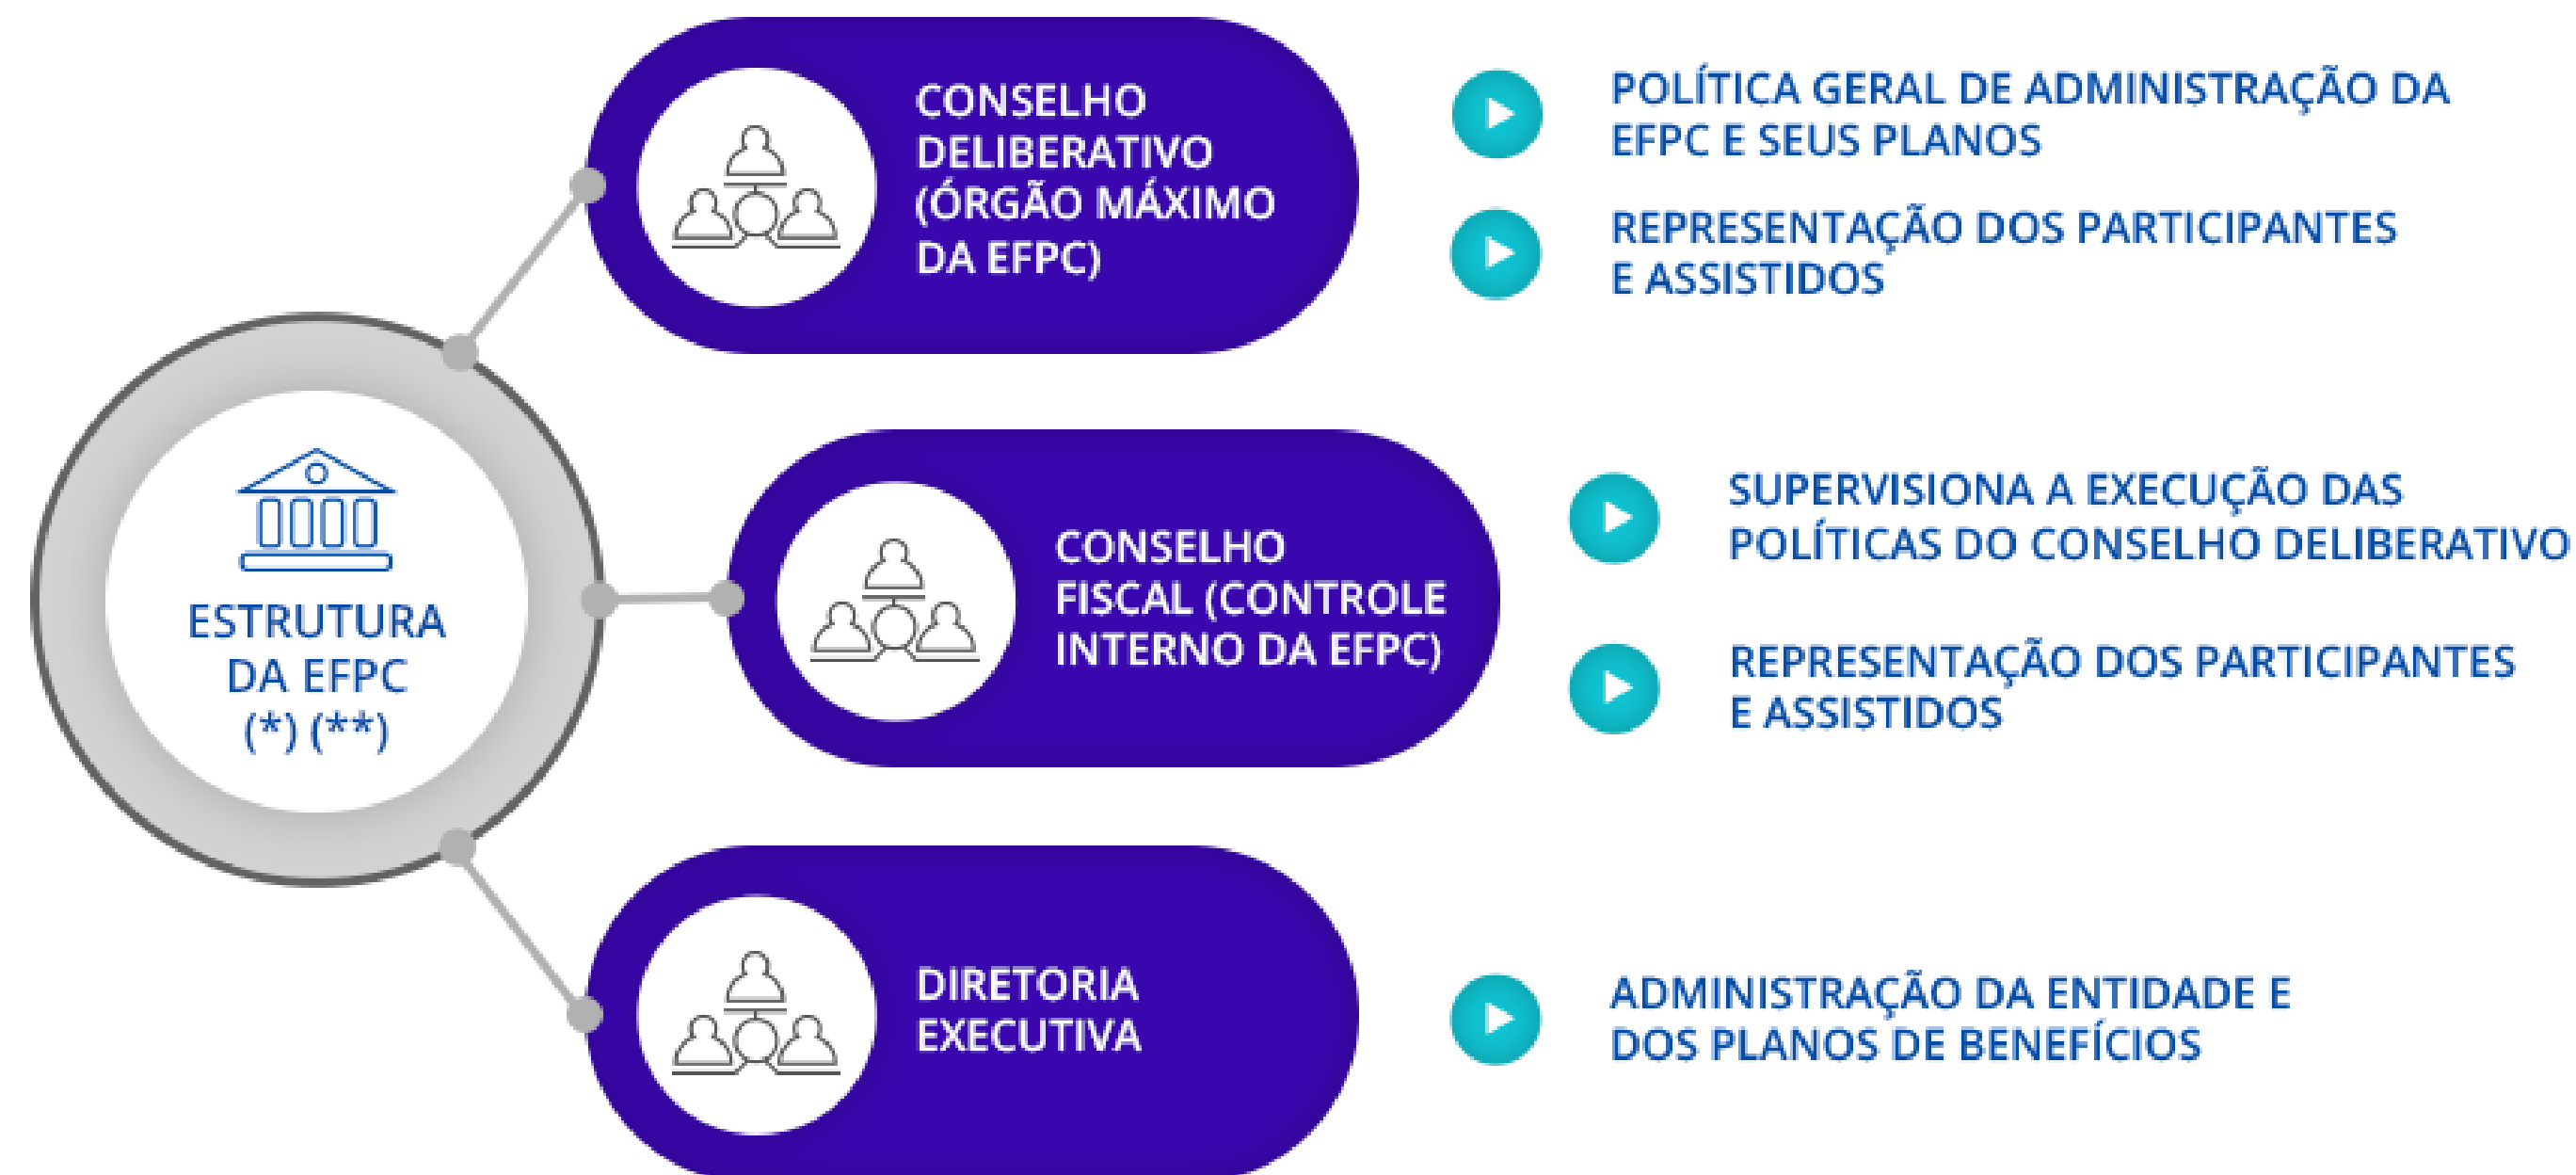 ESTRUTURA
DA EFPC
(*) (**)
CONSELHO
DELIBERATIVO
(ÓRGÃO MÁXIMO
DA EFPC)
POLÍTICA GERAL DE ADMINISTRAÇÃO DA
EFPC E SEUS PLANOS
REPRESENTAÇÃO DOS PARTICIPANTES
E ASSISTIDOS
CONSELHO
FISCAL (CONTROLE
INTERNO DA EFPC)
SUPERVISIONA A EXECUÇÃO DAS
POLÍTICAS DO CONSELHO DELIBERATIVO
REPRESENTAÇÃO DOS PARTICIPANTES
E ASSISTIDOS
DIRETORIA
EXECUTIVA
ADMINISTRAÇÃO DA ENTIDADE E
DOS PLANOS DE BENEFÍCIOS